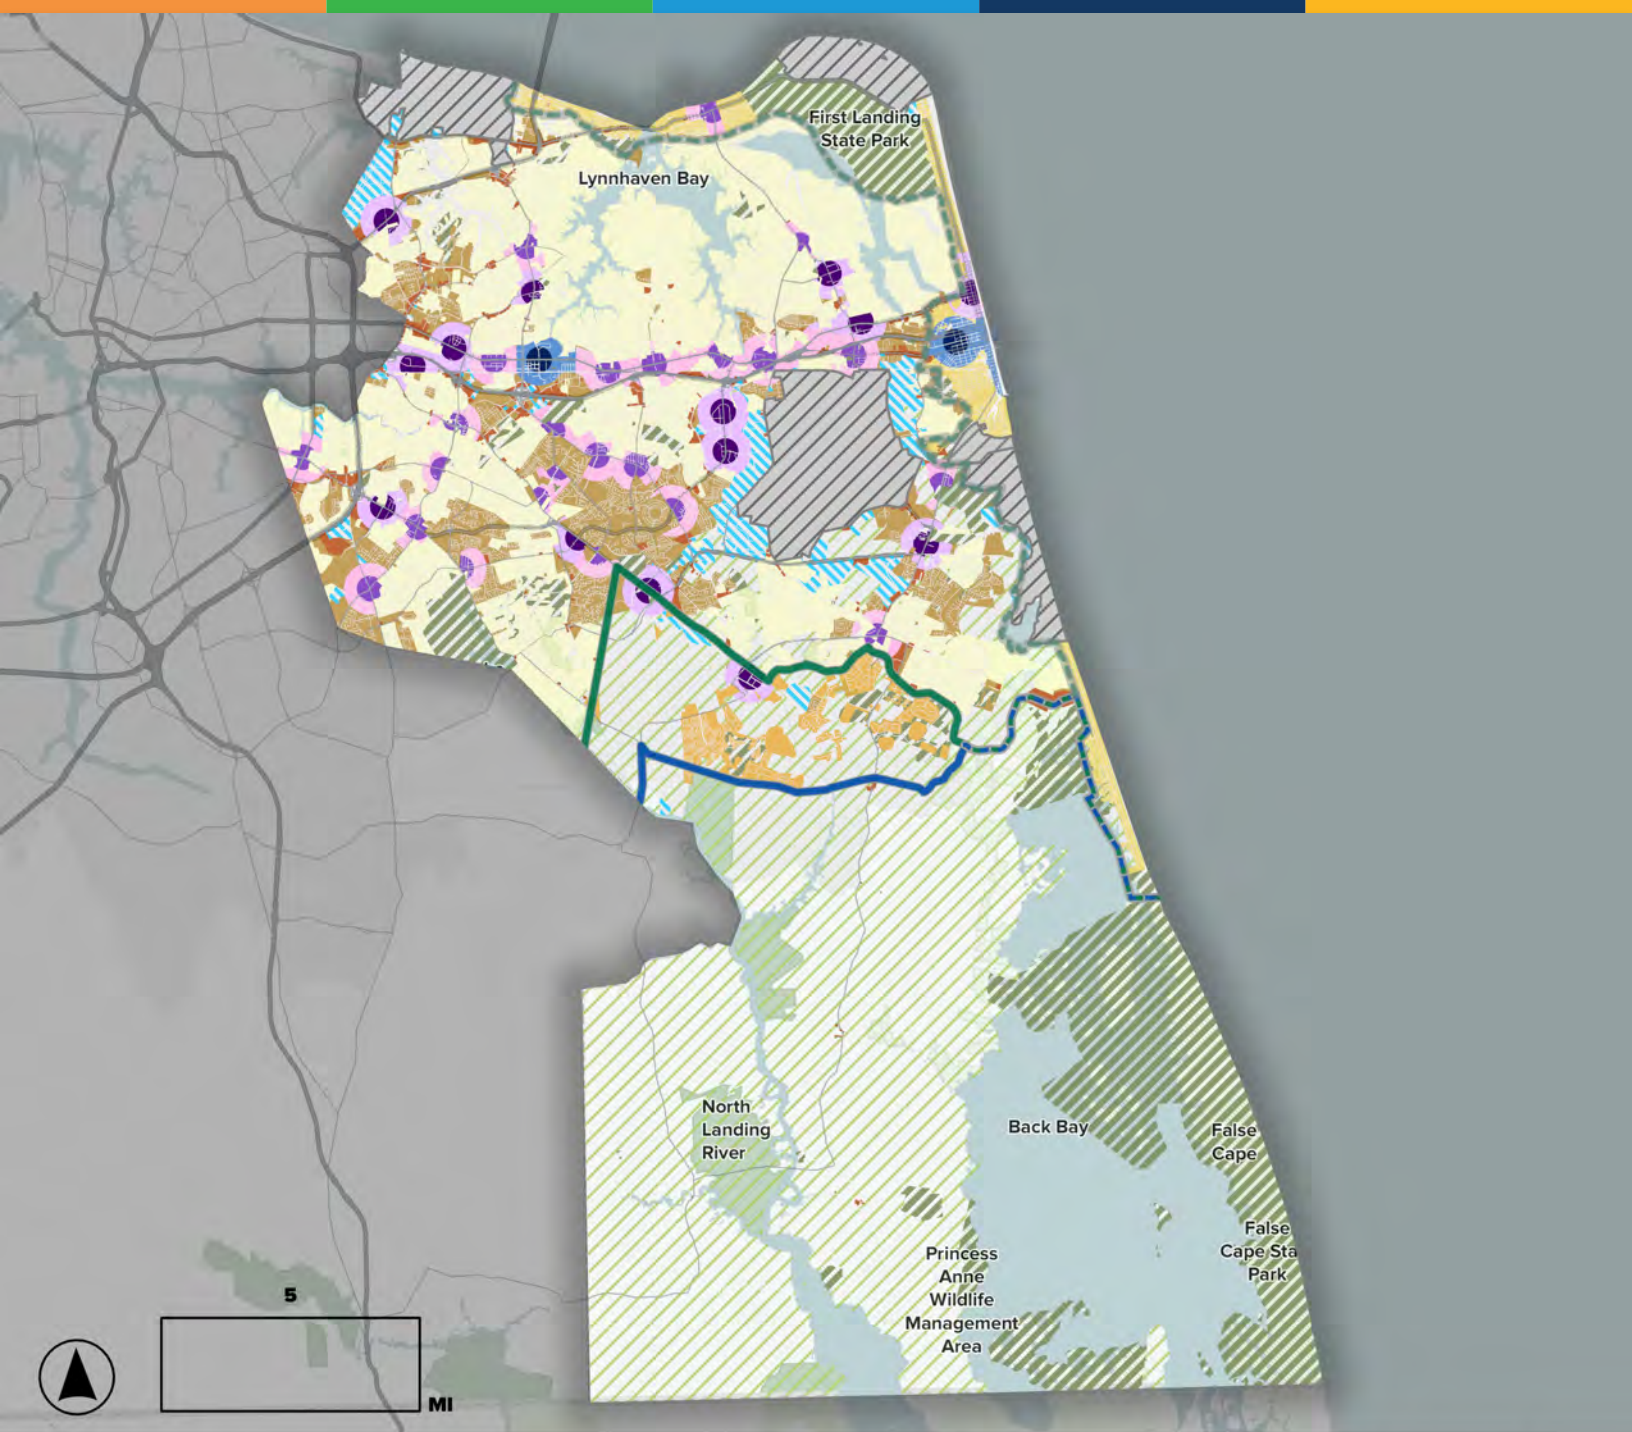 First Landing
State Park
Lynnhaven Bay
North
Landing
River
Back Bay
False
Cape
False
Cape Sta
Park
Princess
Anne
Wildlife
Management
Area
5
MI